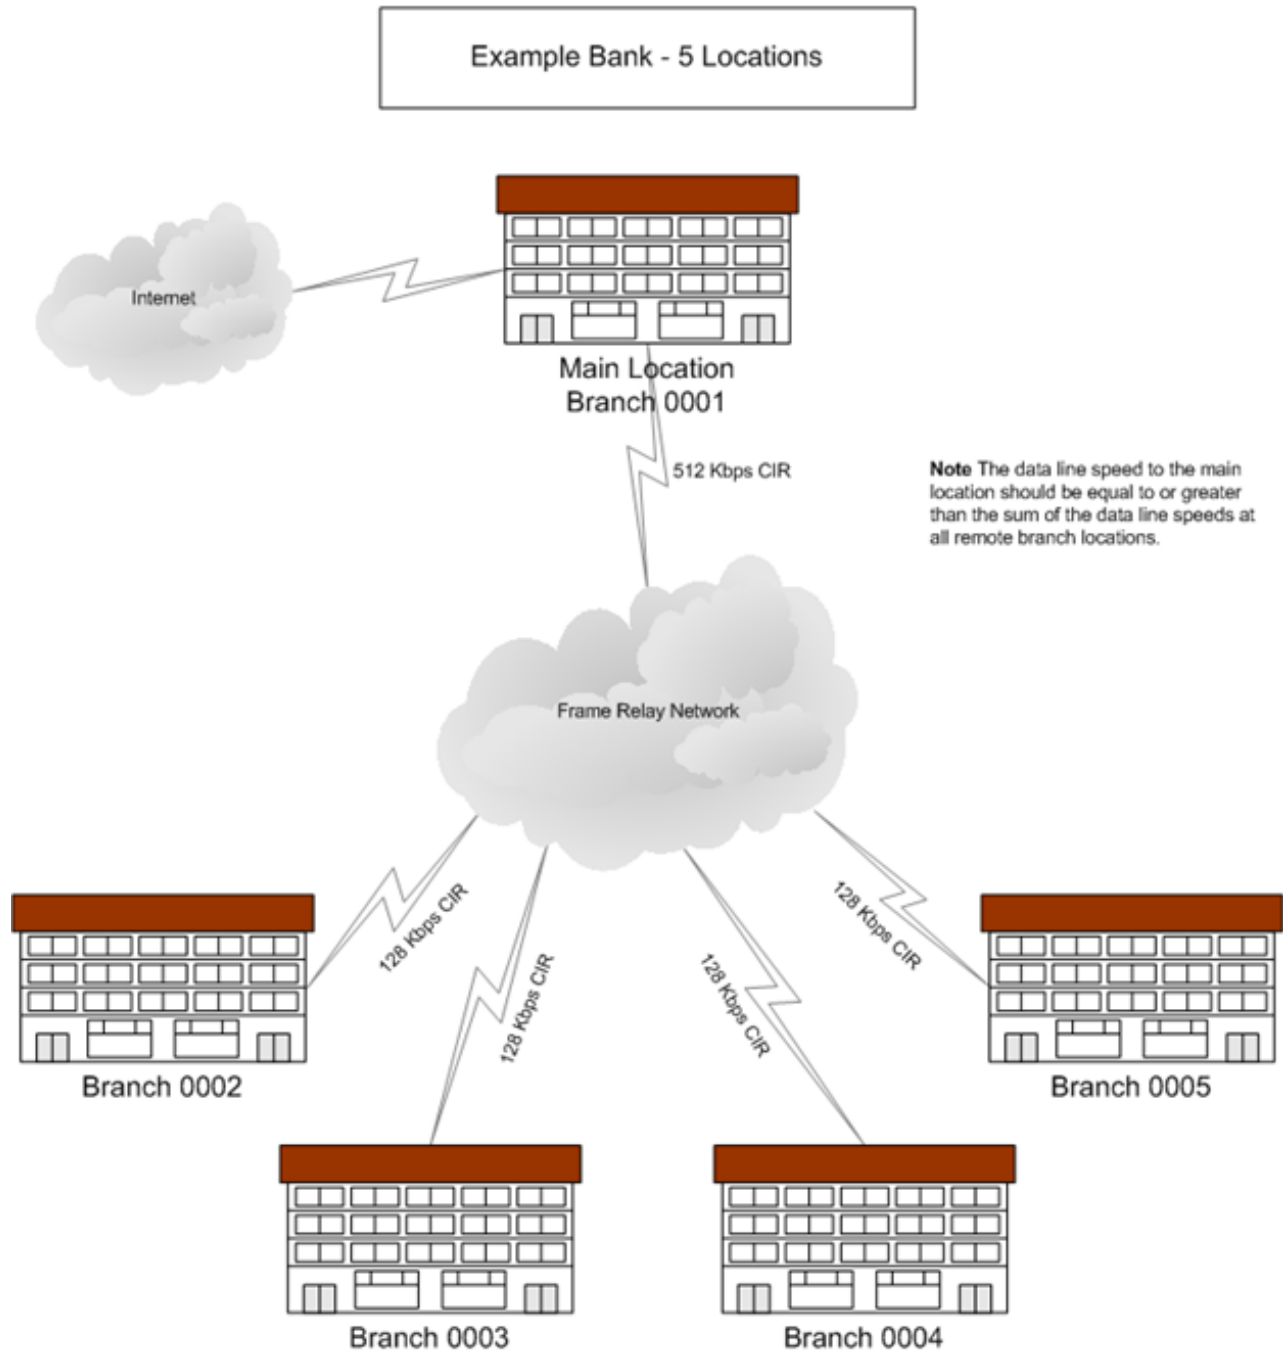 Example Bank - 5 Locations
Internet
Main Location
Branch 0001
512 Kbps CIR
Note The data line speed to the main
location should be equal to or greater
than the sum of the data line speeds at
all remote branch locations.
Frame Relay Network
128 Kbps CIR
128 Kbps CIR
128 Kbps CIR
128 Kbps CIR
Branch 0002
Branch 0005
Branch 0003
Branch 0004